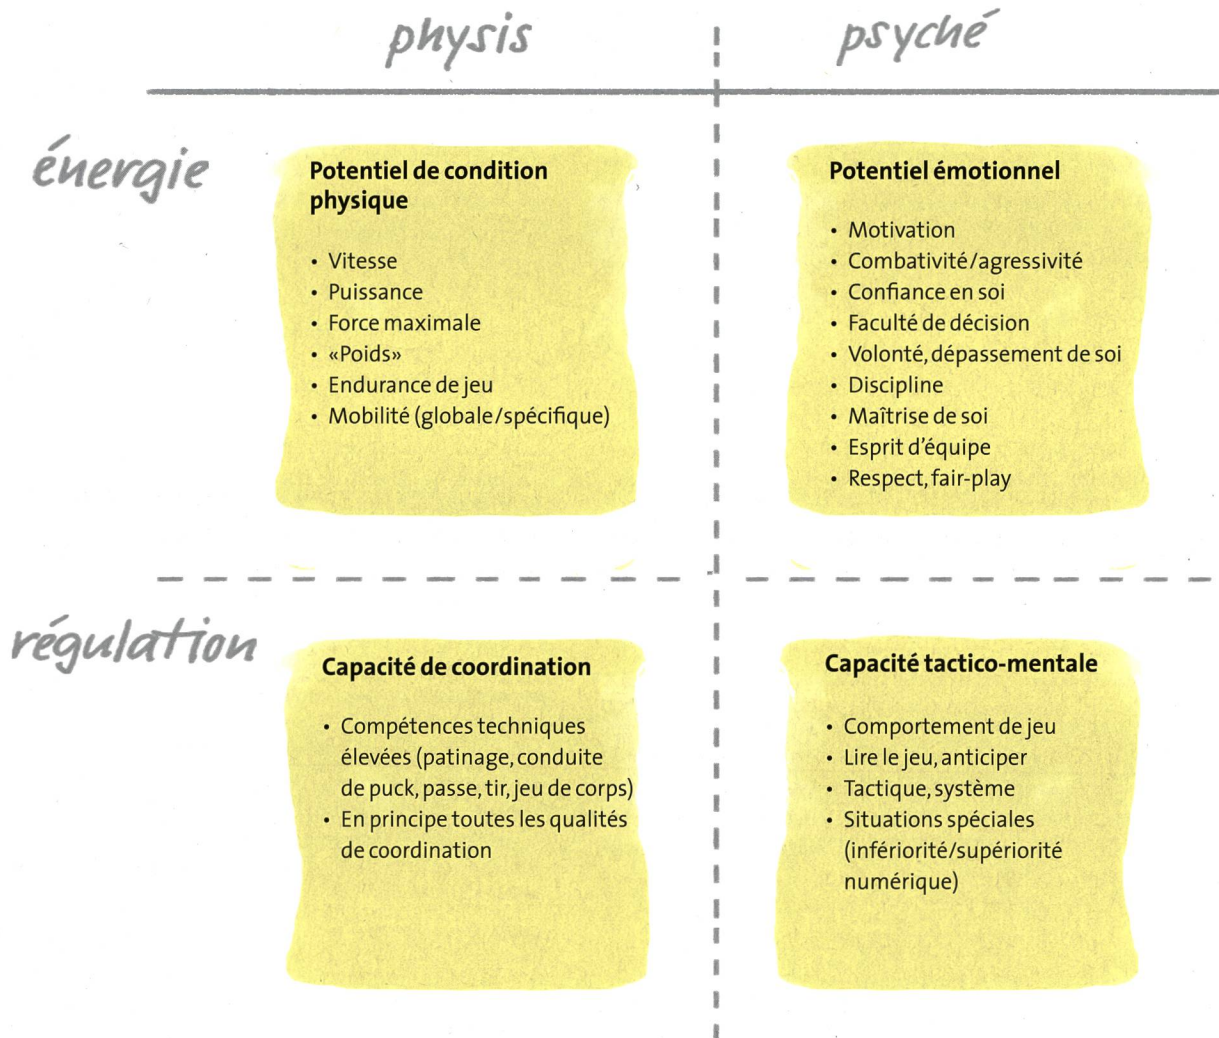 physis
psyché
énergie
Potentiel de condition
physique
• Vitesse
• Puissance
• Force maximale
• «Poids»
• Endurance de jeu
• Mobilité (globale/spécifique)
Potentiel émotionnel
• Motivation
• Combativité/agressivité
• Confiance en soi
• Faculté de décision
• Volonté, dépassement de soi
• Discipline
• Maîtrise de soi
• Esprit d’équipe
• Respect, fair-play
régulation
Capacité de coordination
• Compétences techniques
élevées (patinage, conduite
de puck, passe, tir, jeu de corps)
• En principe toutes les qualités
de coordination
Capacité tactico-mentale
• Comportement de jeu
• Lire le jeu, anticiper
• Tactique, système
• Situations spéciales
(infériorité/supériorité
numérique)